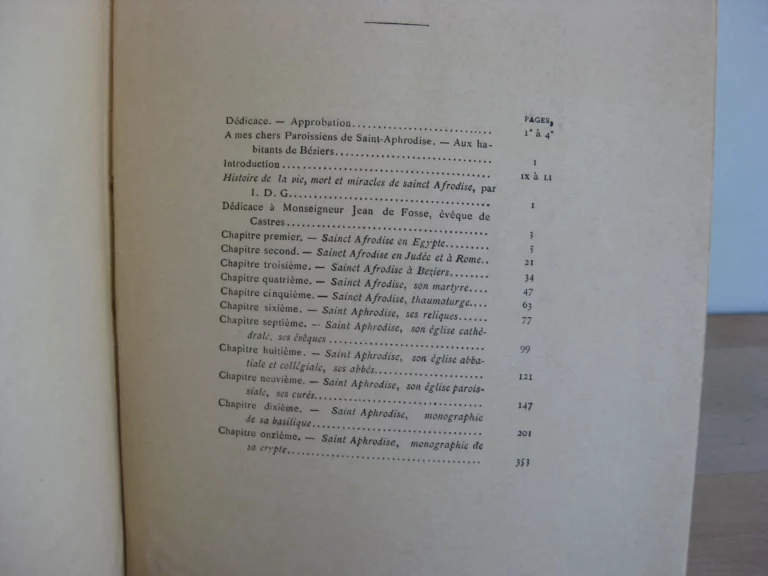 PAGES,
Dédicace. — Approbation............................ 1* à 4*
A mes chers Paroissiens de Saint-Aphrodise. — Aux ha-
bitants de Béziers................................ I
Introduction........................................ IX à LI
Histoire de la vie, mort et miracles de sainct Afrodise, par
I. D. G.......................................... 1
Dédicace à Monseigneur Jean de Fosse, évêque de
Castres.......................................... 3
Chapitre premier. — Sainct Afrodise en Egypte......... 5
Chapitre second. — Sainct Afrodise en Judée et à Rome.. 21
Chapitre troisième. — Sainct Afrodise à Béziers........ 34
Chapitre quatrième. — Sainct Afrodise, son martyre.... 47
Chapitre cinquième. — Sainct Afrodise, thaumaturge.... 63
Chapitre sixième. — Saint Aphrodise, ses reliques...... 77
Chapitre septième. — Saint Aphrodise, son église cathé-
drale, ses évêques................................ 99
Chapitre huitième. — Saint Aphrodise, son église abba-
tiale et collégiale, ses abbés...................... 121
Chapitre neuvième. — Saint Aphrodise, son église parois-
siale, ses curés.................................... 147
Chapitre dixième. — Saint Aphrodise, monographie
de sa basilique.................................... 201
Chapitre onzième. — Saint Aphrodise, monographie de
sa crypte........................................ 353